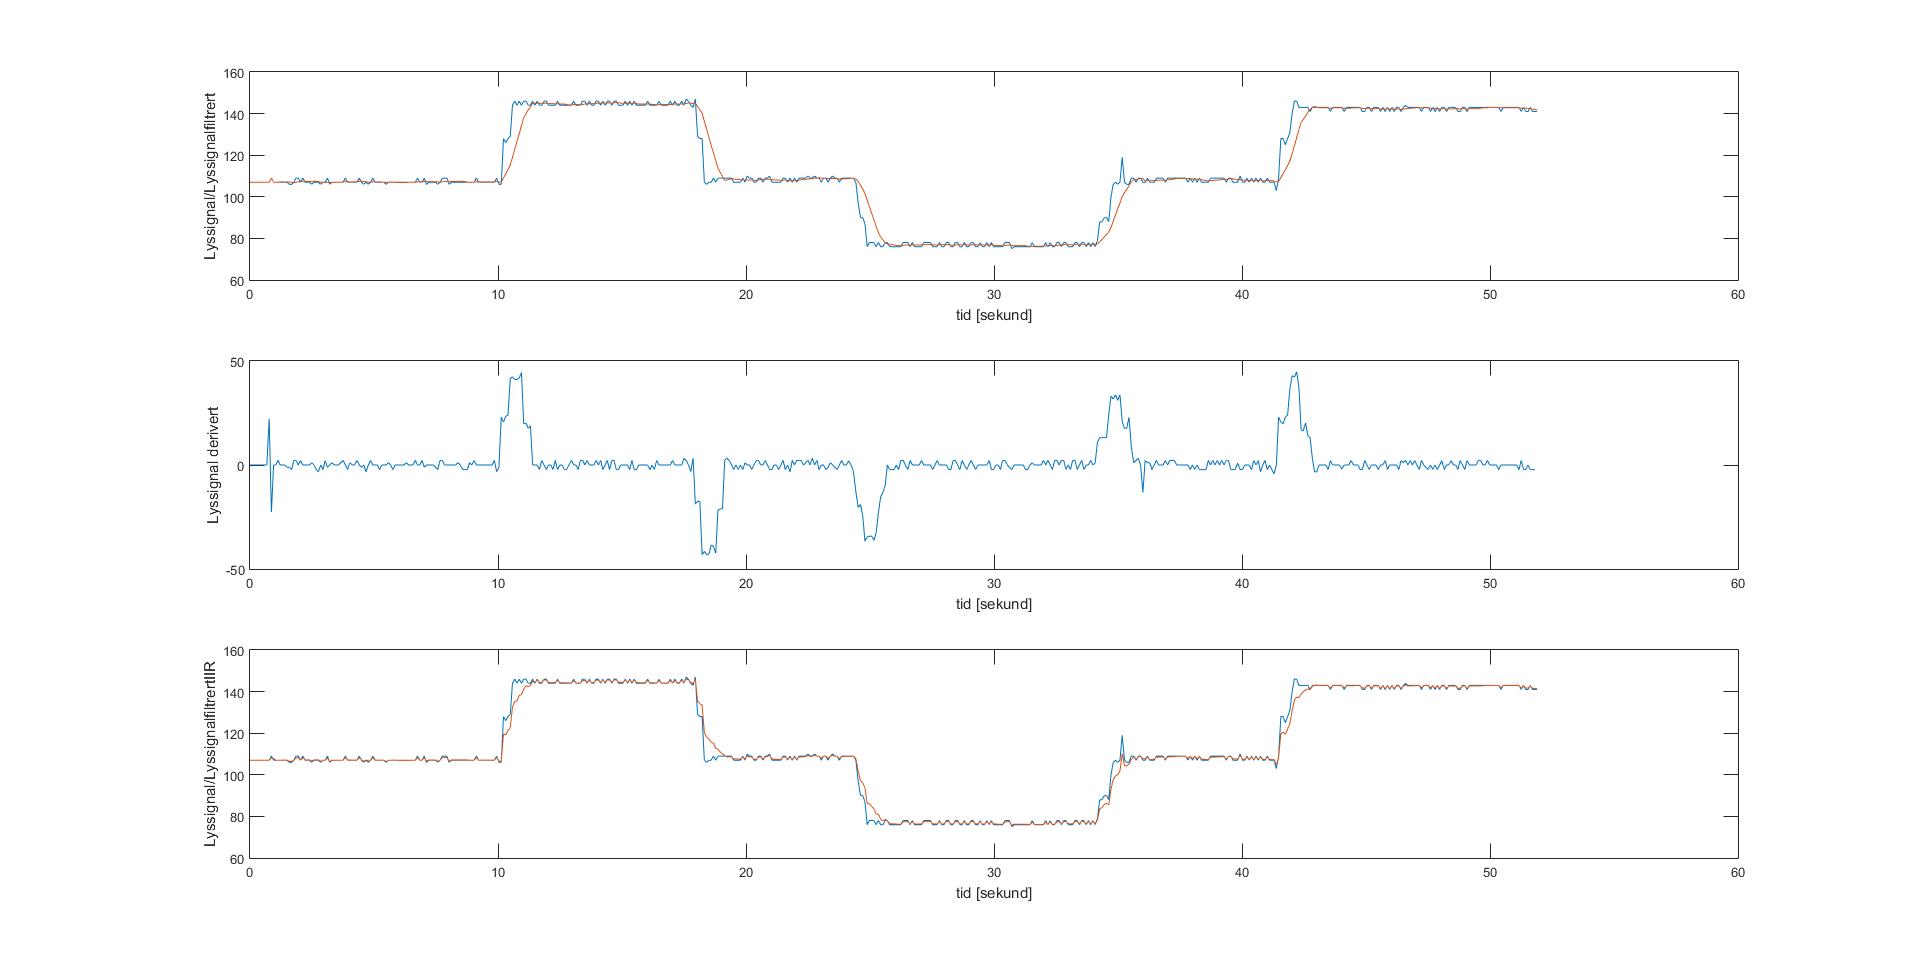 Lyssignal/Lyssignalfiltrert
160
140
120
100
80
60
0 10 20 30 40 50 60
tid [sekund]
Lyssignal derivert
50
0
-50
0 10 20 30 40 50 60
tid [sekund]
Lyssignal/LyssignalfiltrertIIR
160
140
120
100
80
60
0 10 20 30 40 50 60
tid [sekund]